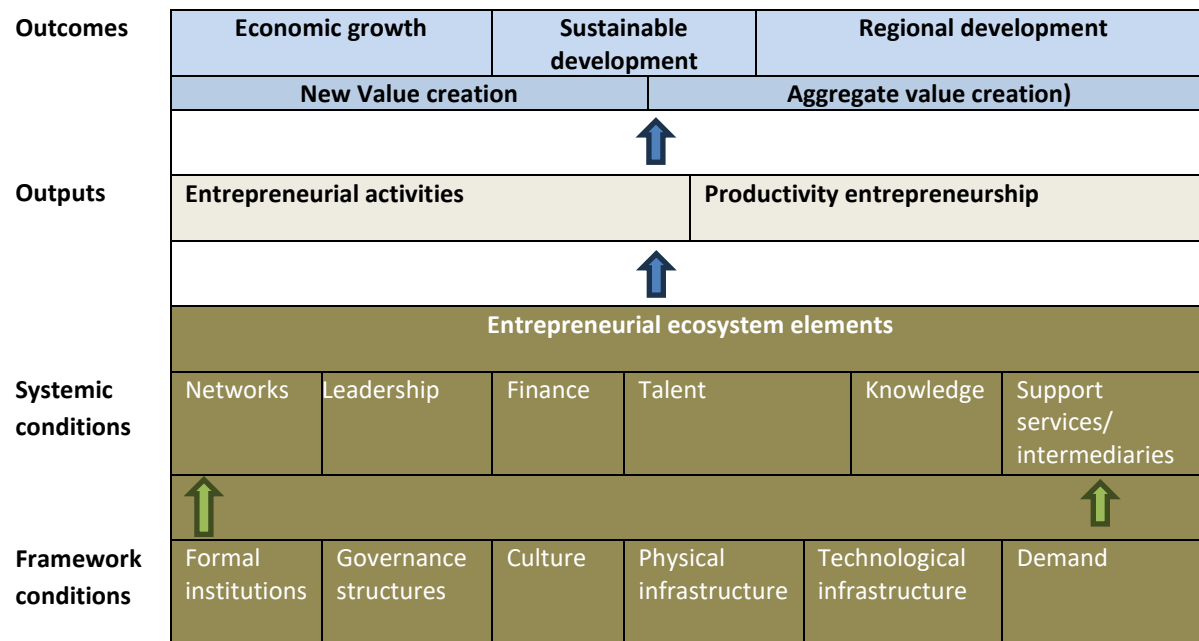 Outcomes
Economic growth
Sustainable
development
Regional development
New Value creation
Aggregate value creation)
Outputs
Entrepreneurial activities
Productivity entrepreneurship
Entrepreneurial ecosystem elements
Systemic
conditions
Networks
Leadership
Finance
Talent
Knowledge
Support
services/
intermediaries
Framework
conditions
Formal
institutions
Governance
structures
Culture
Physical
infrastructure
Technological
infrastructure
Demand